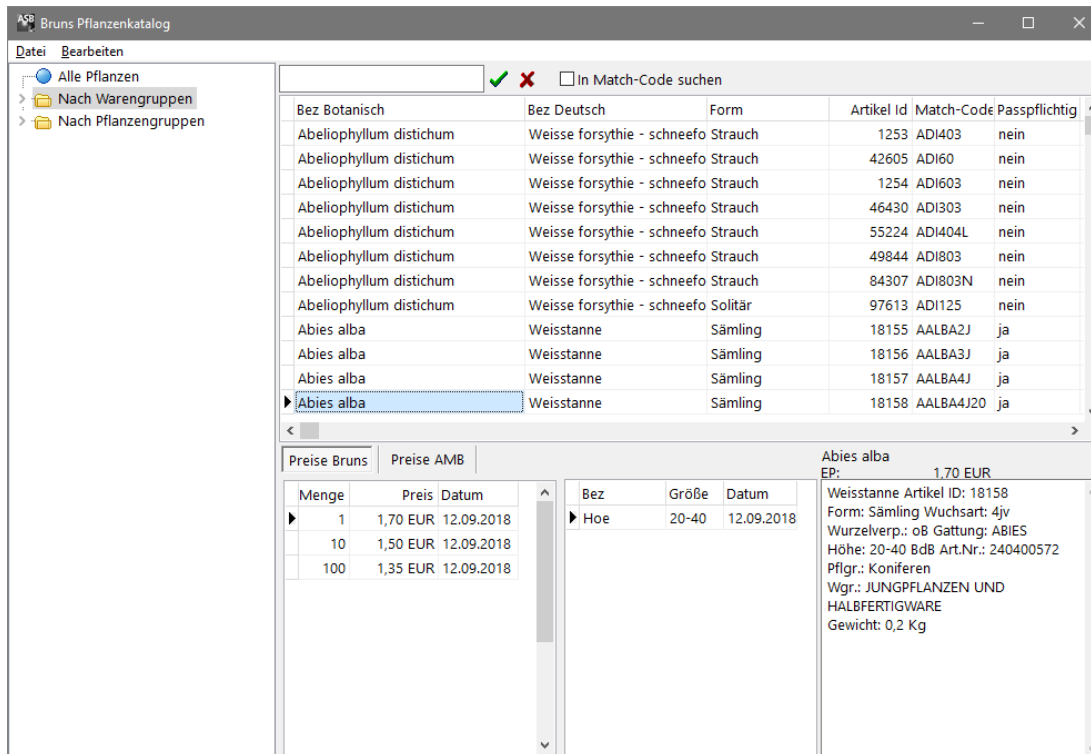 ASB Bruns Pflanzenkatalog
Datei Bearbeiten
Alle Pflanzen
Nach Warengruppen
Nach Pflanzengruppen
In Match-Code suchen
Bez Botanisch Bez Deutsch Form Artikel Id Match-Code Passpflichtig
Abeliophyllum distichum Weisse forsythie - schneefo Strauch 1253 ADI403 nein
Abeliophyllum distichum Weisse forsythie - schneefo Strauch 42605 ADI60 nein
Abeliophyllum distichum Weisse forsythie - schneefo Strauch 1254 ADI603 nein
Abeliophyllum distichum Weisse forsythie - schneefo Strauch 46430 ADI303 nein
Abeliophyllum distichum Weisse forsythie - schneefo Strauch 55224 ADI404L nein
Abeliophyllum distichum Weisse forsythie - schneefo Strauch 49844 ADI803 nein
Abeliophyllum distichum Weisse forsythie - schneefo Strauch 84307 ADI803N nein
Abeliophyllum distichum Weisse forsythie - schneefo Solitär 97613 ADI125 nein
Abies alba Weisstanne Sämling 18155 AALBA2J ja
Abies alba Weisstanne Sämling 18156 AALBA3J ja
Abies alba Weisstanne Sämling 18157 AALBA4J ja
Abies alba Weisstanne Sämling 18158 AALBA4J20 ja
Preise Bruns Preise AMB
Menge Preis Datum
1 1,70 EUR 12.09.2018
10 1,50 EUR 12.09.2018
100 1,35 EUR 12.09.2018
Bez Größe Datum
Hoe 20-40 12.09.2018
Abies alba
EP: 1,70 EUR
Weisstanne Artikel ID: 18158
Form: Sämling Wuchsart: 4jv
Wurzelverp.: oB Gattung: ABIES
Höhe: 20-40 BdB Art.Nr.: 240400572
Pflgr.: Koniferen
Wgr.: JUNGPFLANZEN UND
HALBFERTIGWARE
Gewicht: 0,2 Kg